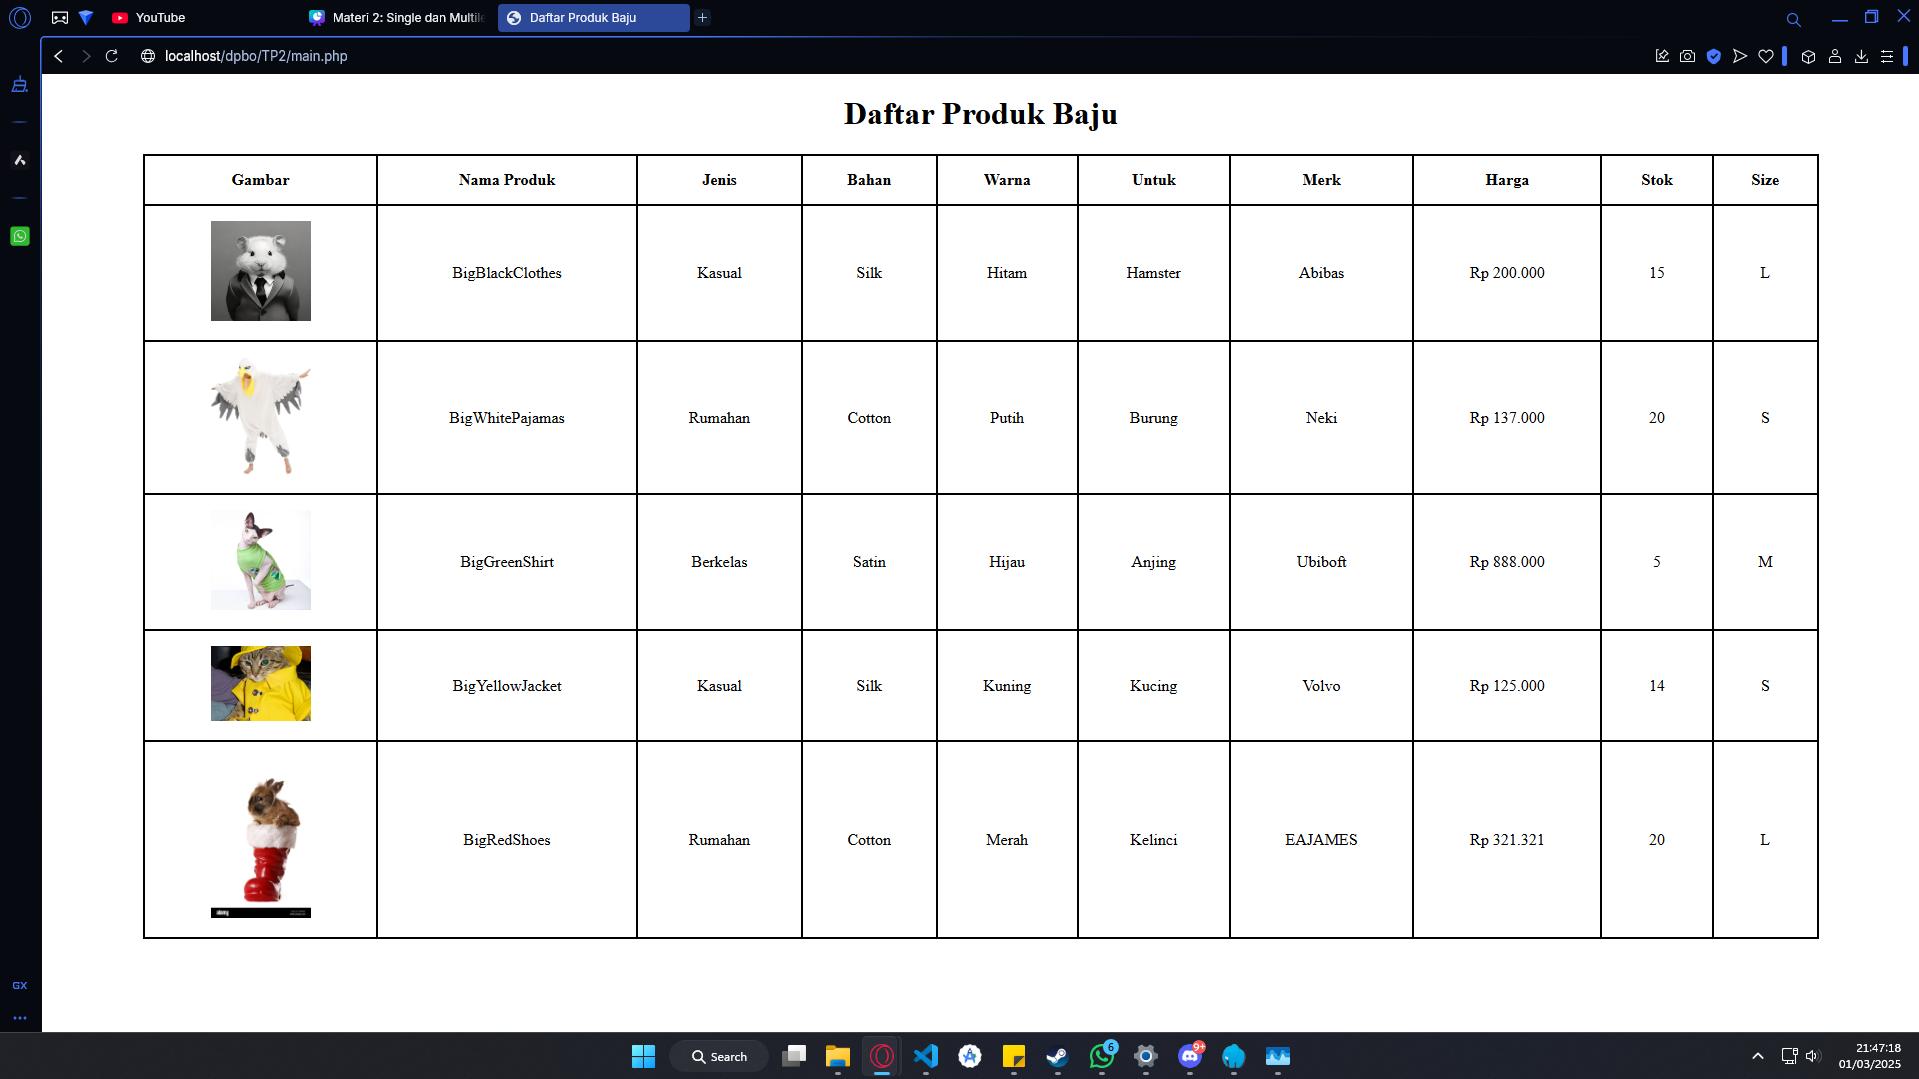 YouTube
Materi 2: Single dan Multile
Daftar Produk Baju
localhost/dpbo/TP2/main.php
Daftar Produk Baju
Gambar Nama Produk Jenis Bahan Warna Untuk Merk Harga Stok Size
BigBlackClothes Kasual Silk Hitam Hamster Abibas Rp 200.000 15 L
BigWhitePajamas Rumahan Cotton Putih Burung Neki Rp 137.000 20 S
BigGreenShirt Berkelas Satin Hijau Anjing Ubiboft Rp 888.000 5 M
BigYellowJacket Kasual Silk Kuning Kucing Volvo Rp 125.000 14 S
BigRedShoes Rumahan Cotton Merah Kelinci EAJAMES Rp 321.321 20 L
GX
Search
6
9+
21:47:18
01/03/2025